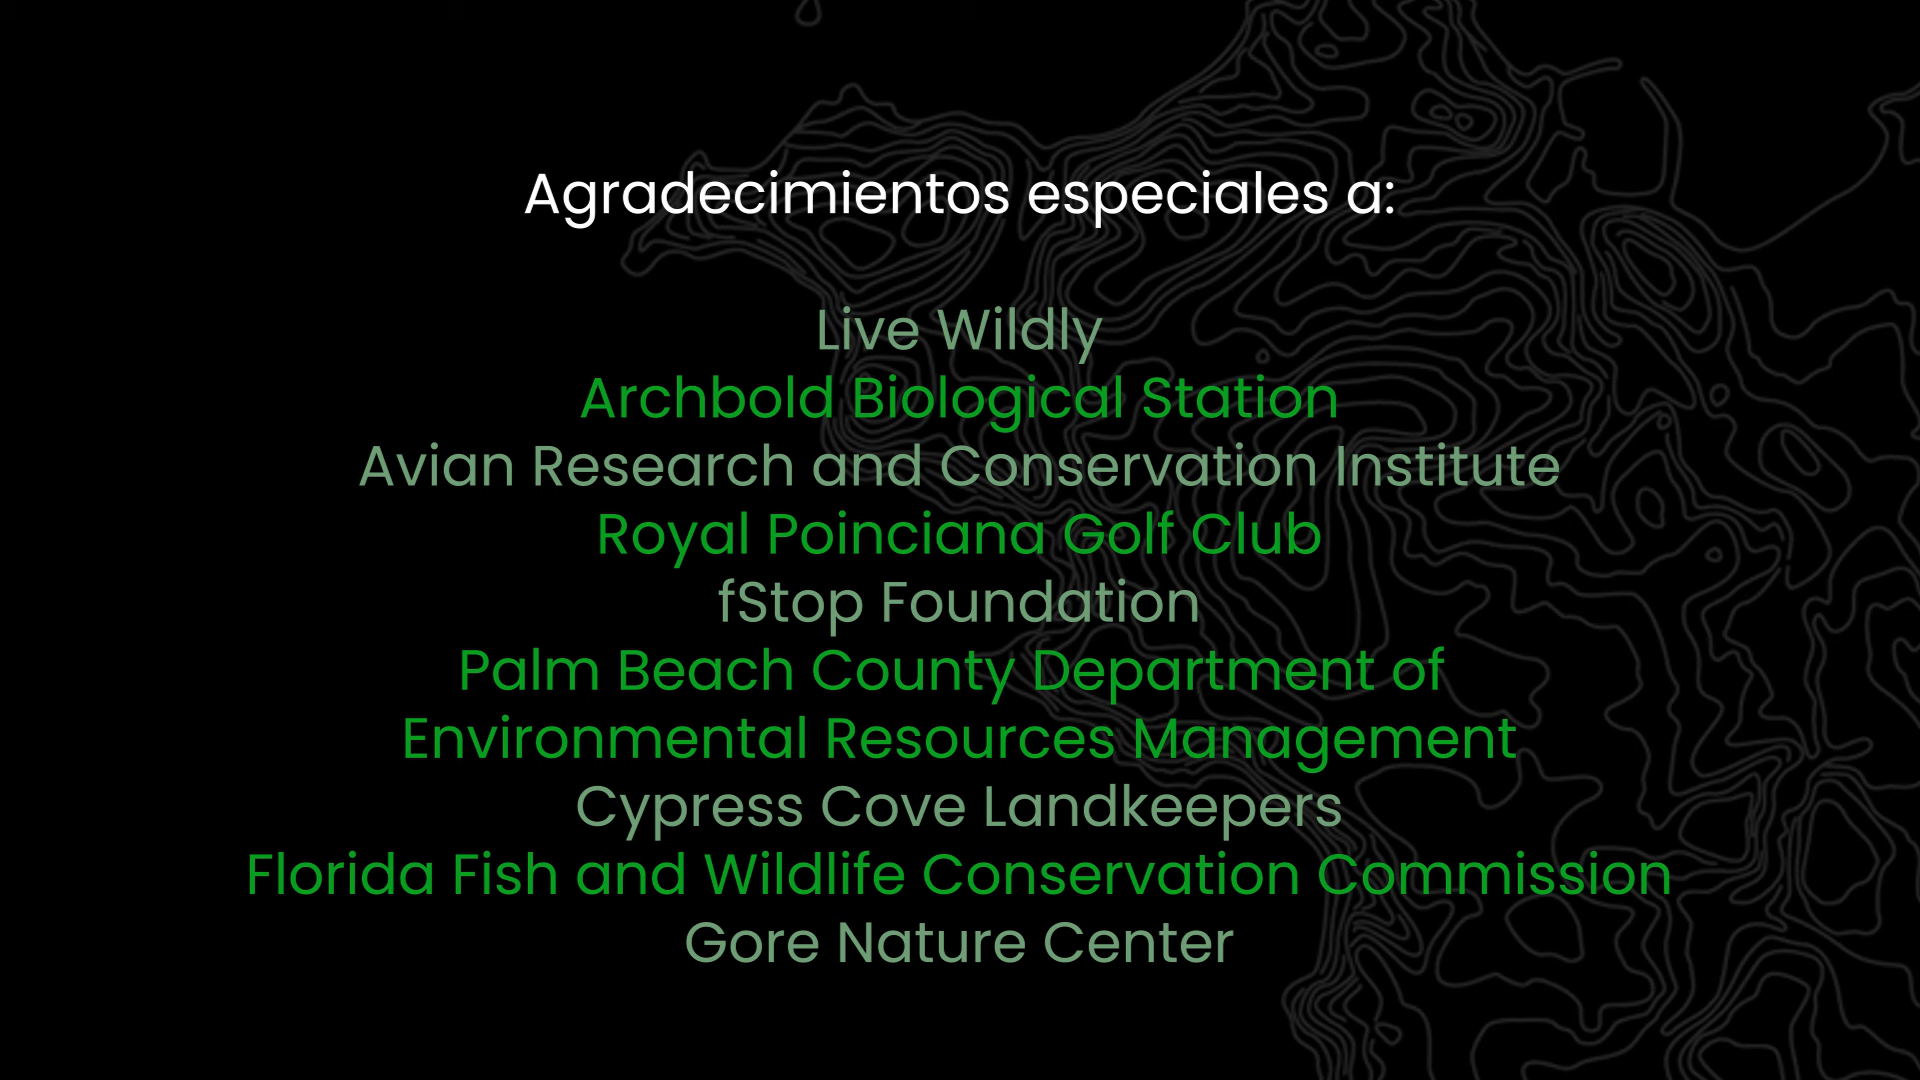 Agradecimientos especiales a:
Live Wildly
Archbold Biological Station
Avian Research and Conservation Institute
Royal Poinciana Golf Club
fStop Foundation
Palm Beach County Department of
Environmental Resources Management
Cypress Cove Landkeepers
Florida Fish and Wildlife Conservation Commission
Gore Nature Center